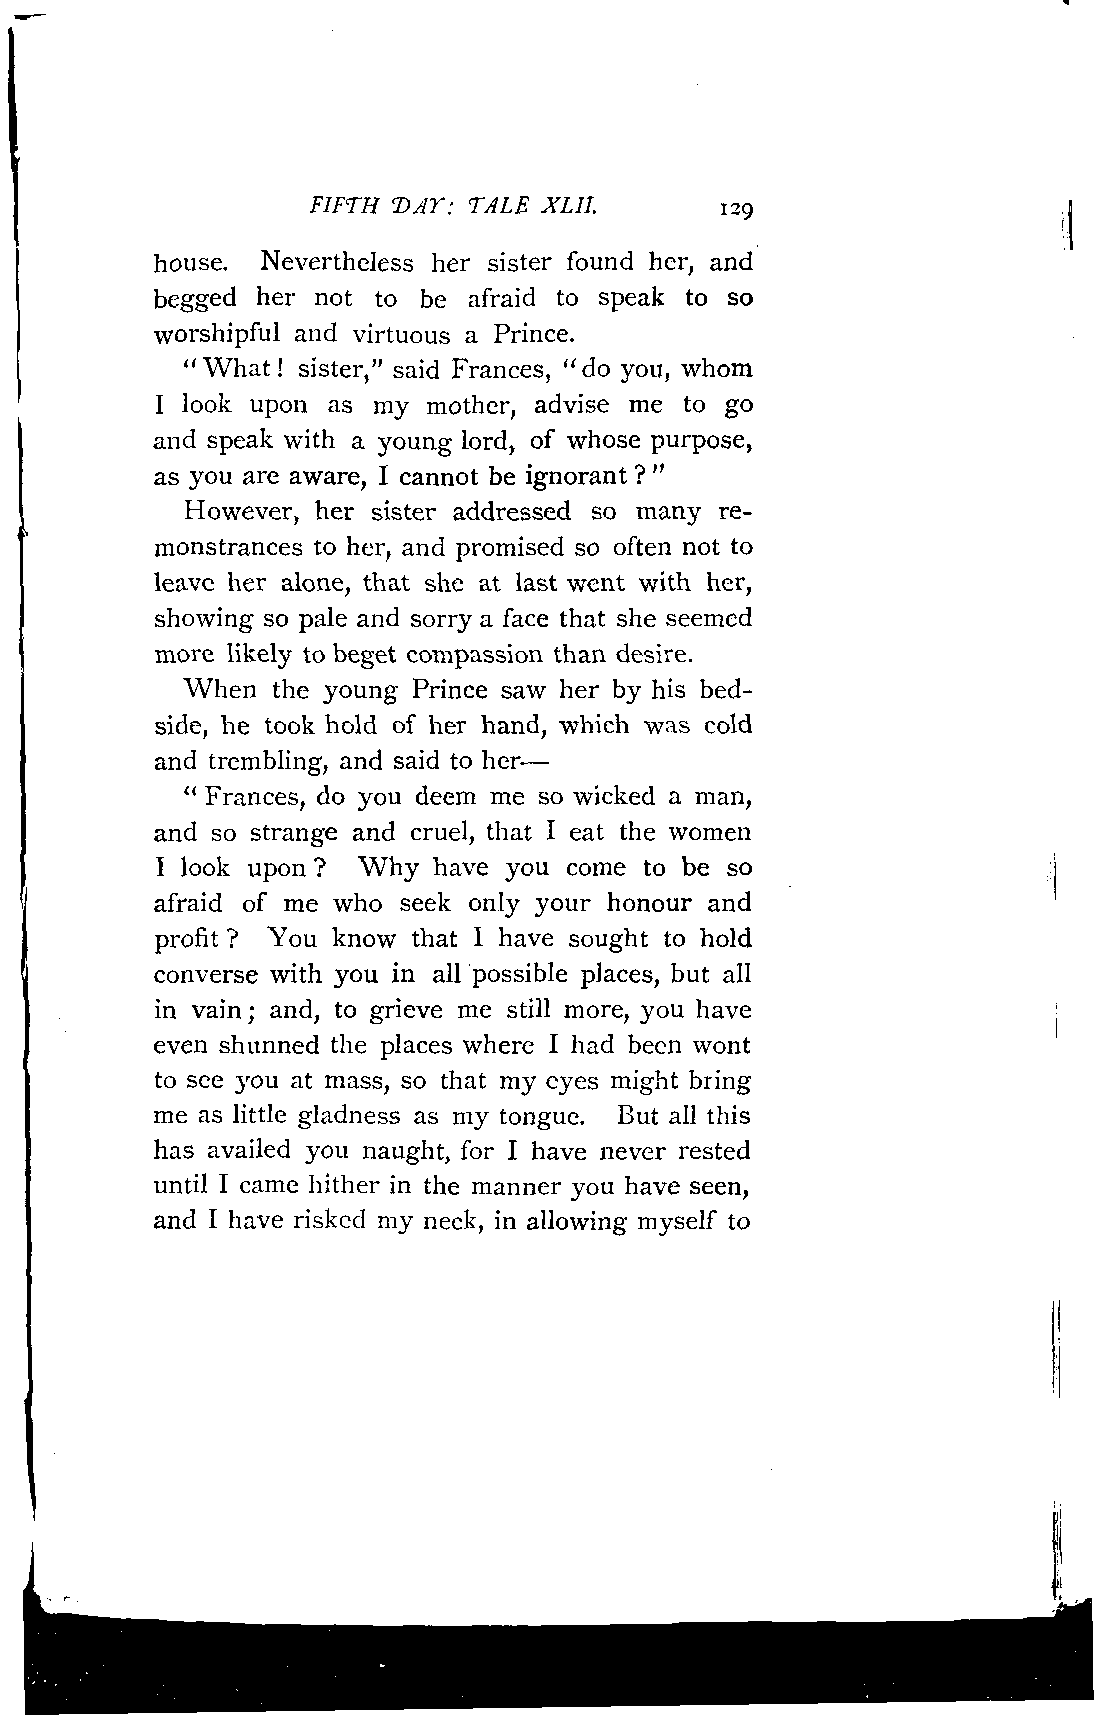 FIFTH DAY: TALE XLII. 129
house. Nevertheless her sister found her, and
begged her not to be afraid to speak to so
worshipful and virtuous a Prince.
"What! sister," said Frances, "do you, whom
I look upon as my mother, advise me to go
and speak with a young lord, of whose purpose,
as you are aware, I cannot be ignorant?"
However, her sister addressed so many re-
monstrances to her, and promised so often not to
leave her alone, that she at last went with her,
showing so pale and sorry a face that she seemed
more likely to beget compassion than desire.
When the young Prince saw her by his bed-
side, he took hold of her hand, which was cold
and trembling, and said to her—
"Frances, do you deem me so wicked a man,
and so strange and cruel, that I eat the women
I look upon? Why have you come to be so
afraid of me who seek only your honour and
profit? You know that I have sought to hold
converse with you in all possible places, but all
in vain; and, to grieve me still more, you have
even shunned the places where I had been wont
to see you at mass, so that my eyes might bring
me as little gladness as my tongue. But all this
has availed you naught, for I have never rested
until I came hither in the manner you have seen,
and I have risked my neck, in allowing myself to